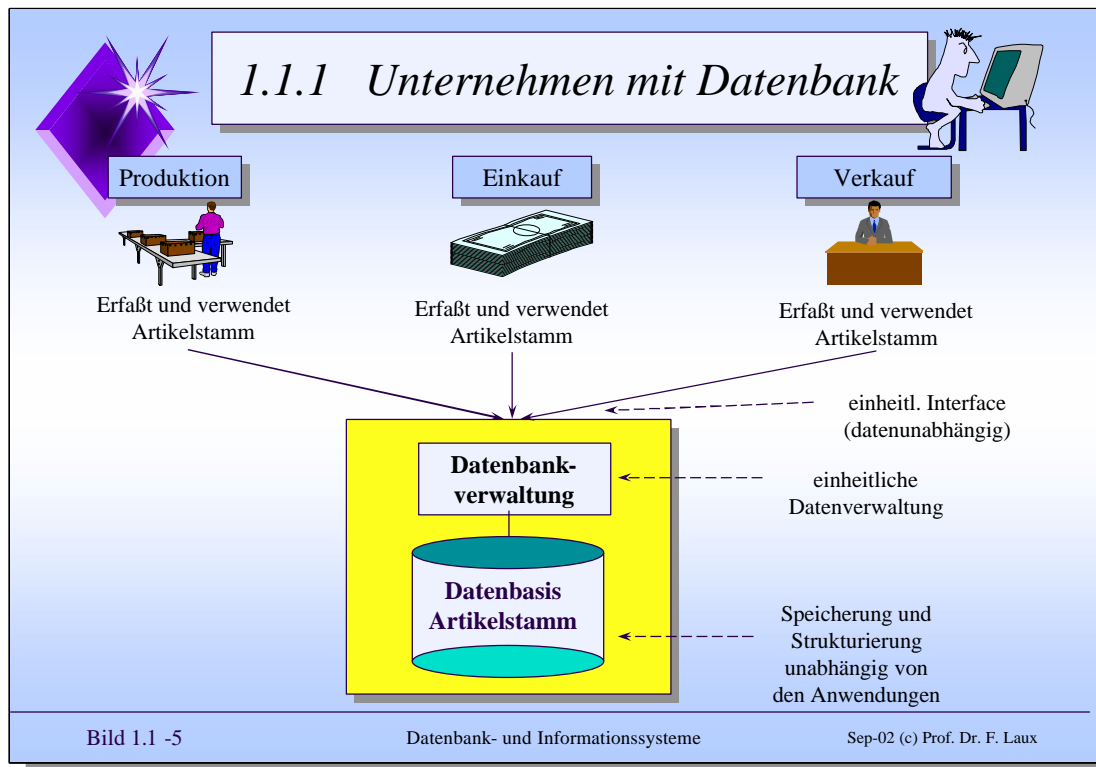 1.1.1 Unternehmen mit Datenbank
Produktion
Einkauf
Verkauf
Erfaßt und verwendet
Artikelstamm
Erfaßt und verwendet
Artikelstamm
Erfaßt und verwendet
Artikelstamm
einheitl. Interface
(datenunabhängig)
Datenbank-
verwaltung
einheitliche
Datenverwaltung
Datenbasis
Artikelstamm
Speicherung und
Strukturierung
unabhängig von
den Anwendungen
Bild 1.1 -5
Datenbank- und Informationssysteme
Sep-02 (c) Prof. Dr. F. Laux